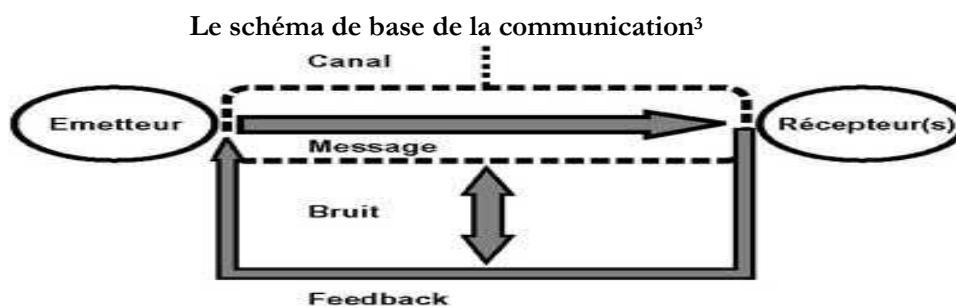 Le schéma de base de la communication³
Canal
Emetteur
Récepteur(s)
Message
Bruit
Feedback